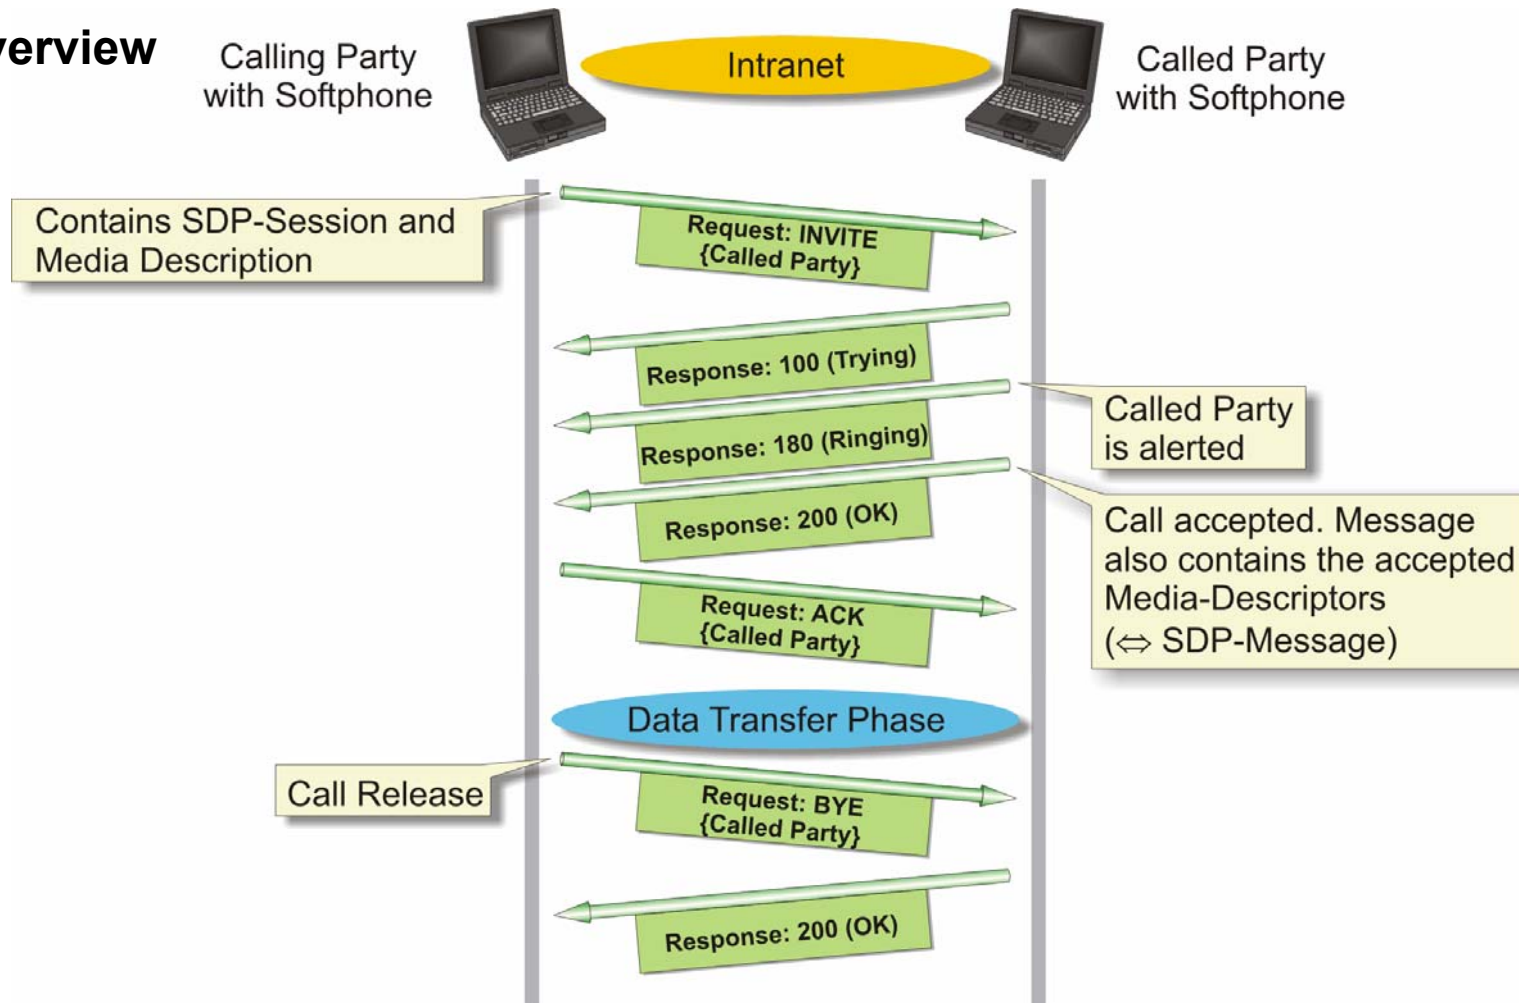 verview
Calling Party
with Softphone
Intranet
Called Party
with Softphone
Contains SDP-Session and
Media Description
Request: INVITE
{Called Party}
Response: 100 (Trying)
Called Party
is alerted
Response: 180 (Ringing)
Response: 200 (OK)
Call accepted. Message
also contains the accepted
Media-Descriptors
(⇔ SDP-Message)
Request: ACK
{Called Party}
Data Transfer Phase
Call Release
Request: BYE
{Called Party}
Response: 200 (OK)